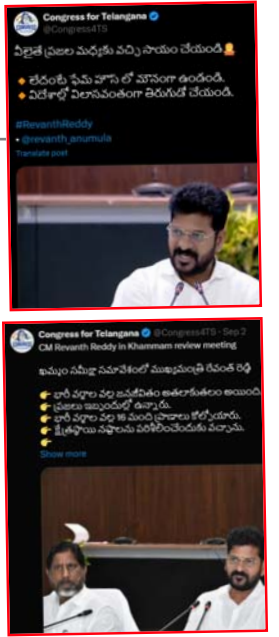 Congress for Telangana
@Congress4TS
వీలైతే ప్రజల మధ్యకు వచ్చి సాయం చేయండి
లేదంటే ఫేమ్ హౌస్ లో మౌనంగా ఉండండి.
విదేశాల్లో విలాసవంతంగా తిరుగుడో చేయండి.
#RevanthReddy
• @revanth_anumula
Translate post
Congress for Telangana @Congress4TS · Sep 2
CM Revanth Reddy in Khammam review meeting
ఖమ్మం సమీక్షా సమావేశంలో ముఖ్యమంత్రి రేవంత్ రెడ్డి
భారీ వర్షాల వల్ల జనజీవితం అతలాకుతలం అయింది.
ప్రజలు ఇబ్బందుల్లో ఉన్నారు.
భారీ వర్షాల వల్ల 16 మంది ప్రాణాలు కోల్పోయారు.
క్షేత్రస్థాయి నష్టాలను పరిశీలించేందుకు వచ్చాను.
Show more